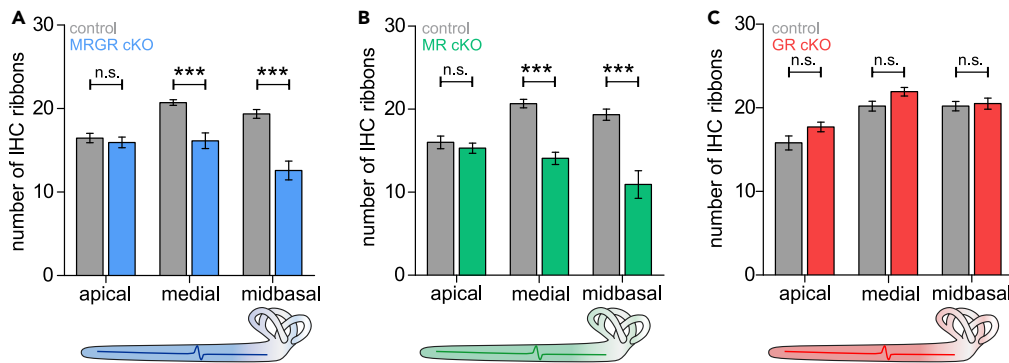 A
number of IHC ribbons
30
20
10
0
control
MRGR cKO
n.s.
***
***
apical
medial
midbasal
B
number of IHC ribbons
30
20
10
0
control
MR cKO
n.s.
***
***
apical
medial
midbasal
C
number of IHC ribbons
30
20
10
0
control
GR cKO
n.s.
n.s.
n.s.
apical
medial
midbasal